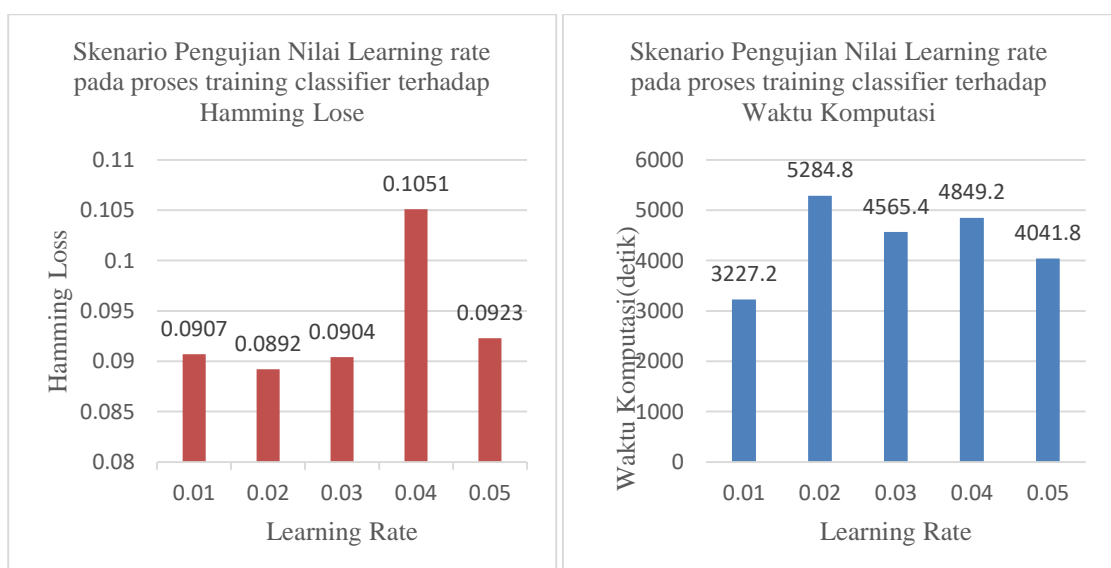 Skenario Pengujian Nilai Learning rate
pada proses training classifier terhadap
Hamming Lose
0.11
0.105
0.1
0.095
0.09
0.085
0.08
Hamming Loss
0.0907
0.0892
0.0904
0.1051
0.0923
0.01 0.02 0.03 0.04 0.05
Learning Rate
Skenario Pengujian Nilai Learning rate
pada proses training classifier terhadap
Waktu Komputasi
6000
5000
4000
3000
2000
1000
0
Waktu Komputasi(detik)
3227.2
5284.8
4565.4
4849.2
4041.8
0.01 0.02 0.03 0.04 0.05
Learning Rate